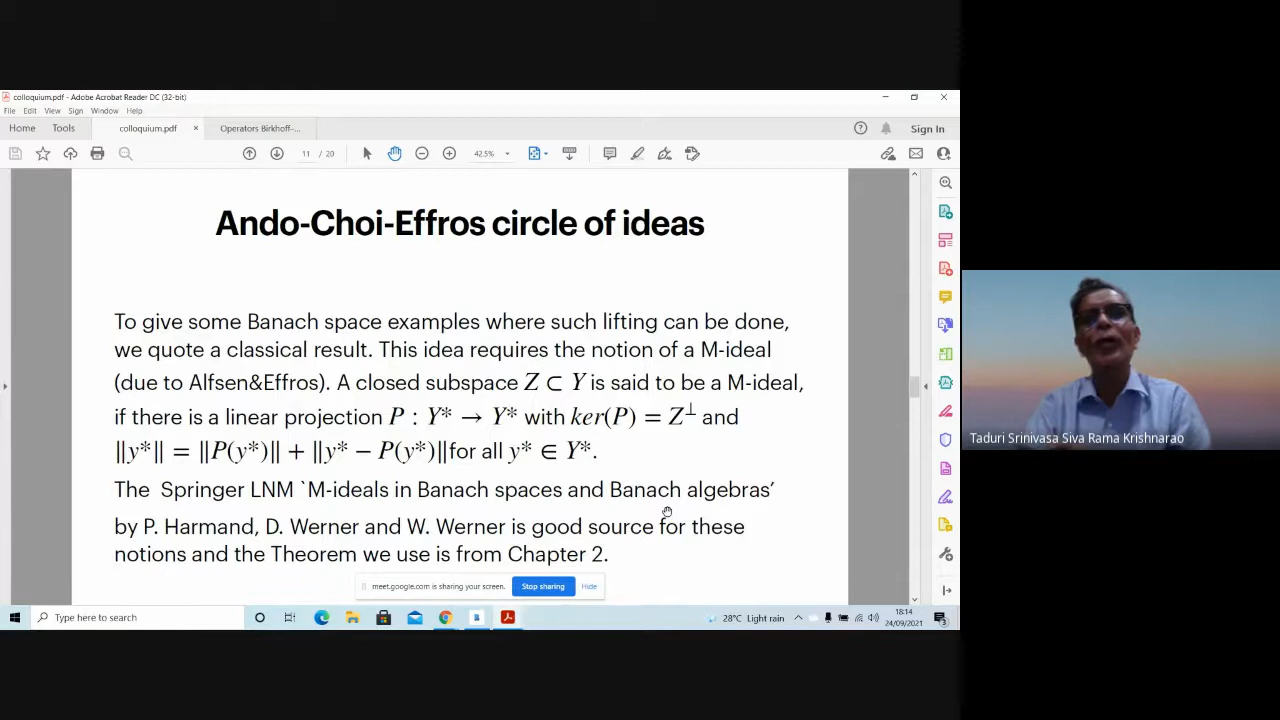 colloquium.pdf - Adobe Acrobat Reader DC (32-bit)
File Edit View Sign Window Help
Home Tools colloquium.pdf × Operators Birkhoff-... Sign In
11 / 20 42.5%
Ando-Choi-Effros circle of ideas
To give some Banach space examples where such lifting can be done,
we quote a classical result. This idea requires the notion of a M-ideal
(due to Alfsen&Effros). A closed subspace Z ⊂ Y is said to be a M-ideal,
if there is a linear projection P : Y* → Y* with ker(P) = Z⊥ and
∥y*∥ = ∥P(y*)∥ + ∥y* − P(y*)∥for all y* ∈ Y*.
The Springer LNM `M-ideals in Banach spaces and Banach algebras’
by P. Harmand, D. Werner and W. Werner is good source for these
notions and the Theorem we use is from Chapter 2.
meet.google.com is sharing your screen. Stop sharing Hide
Type here to search
28°C Light rain
18:14
24/09/2021
3
Taduri Srinivasa Siva Rama Krishnarao